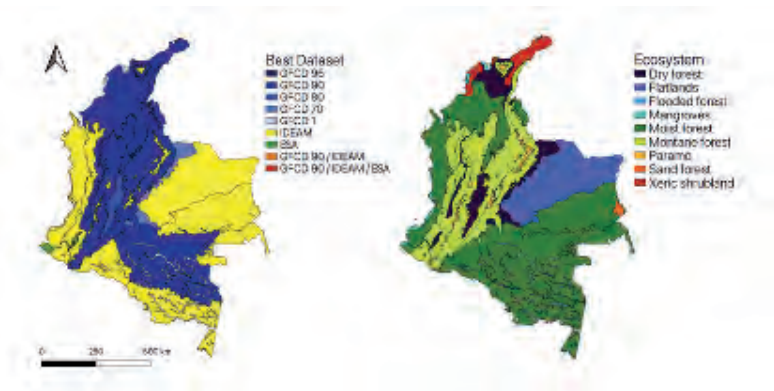 Best Dataset
GFCD 95
GFCD 90
GFCD 80
GFCD 70
GFCD 1
IDEAM
ESA
GFCD 90/IDEAM
GFCD 90/IDEAM/ESA
0 250 500 km
Ecosystem
Dry forest
Flatlands
Flooded forest
Mangroves
Moist forest
Montane forest
Paramo
Sand forest
Xeric shrubland